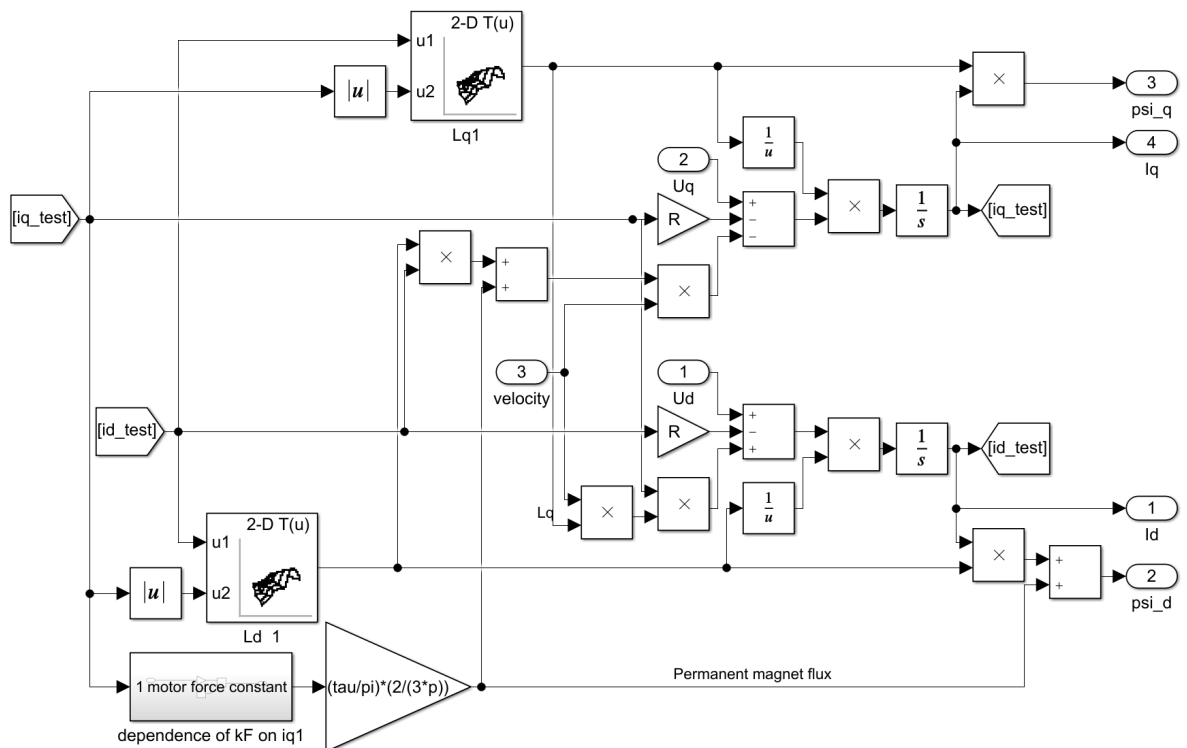 2-D T(u)
u1
u2
|u|
Lq1
×
3
psi_q
4
Iq
1
u
2
Uq
[iq_test]
R
+
−
−
×
1
s
[iq_test]
×
+
+
×
3
velocity
1
Ud
[id_test]
R
+
−
+
×
1
s
[id_test]
Lq
×
×
1
u
1
Id
2-D T(u)
u1
u2
|u|
Ld 1
×
+
+
2
psi_d
1 motor force constant
(tau/pi)*(2/(3*p))
Permanent magnet flux
dependence of kF on iq1